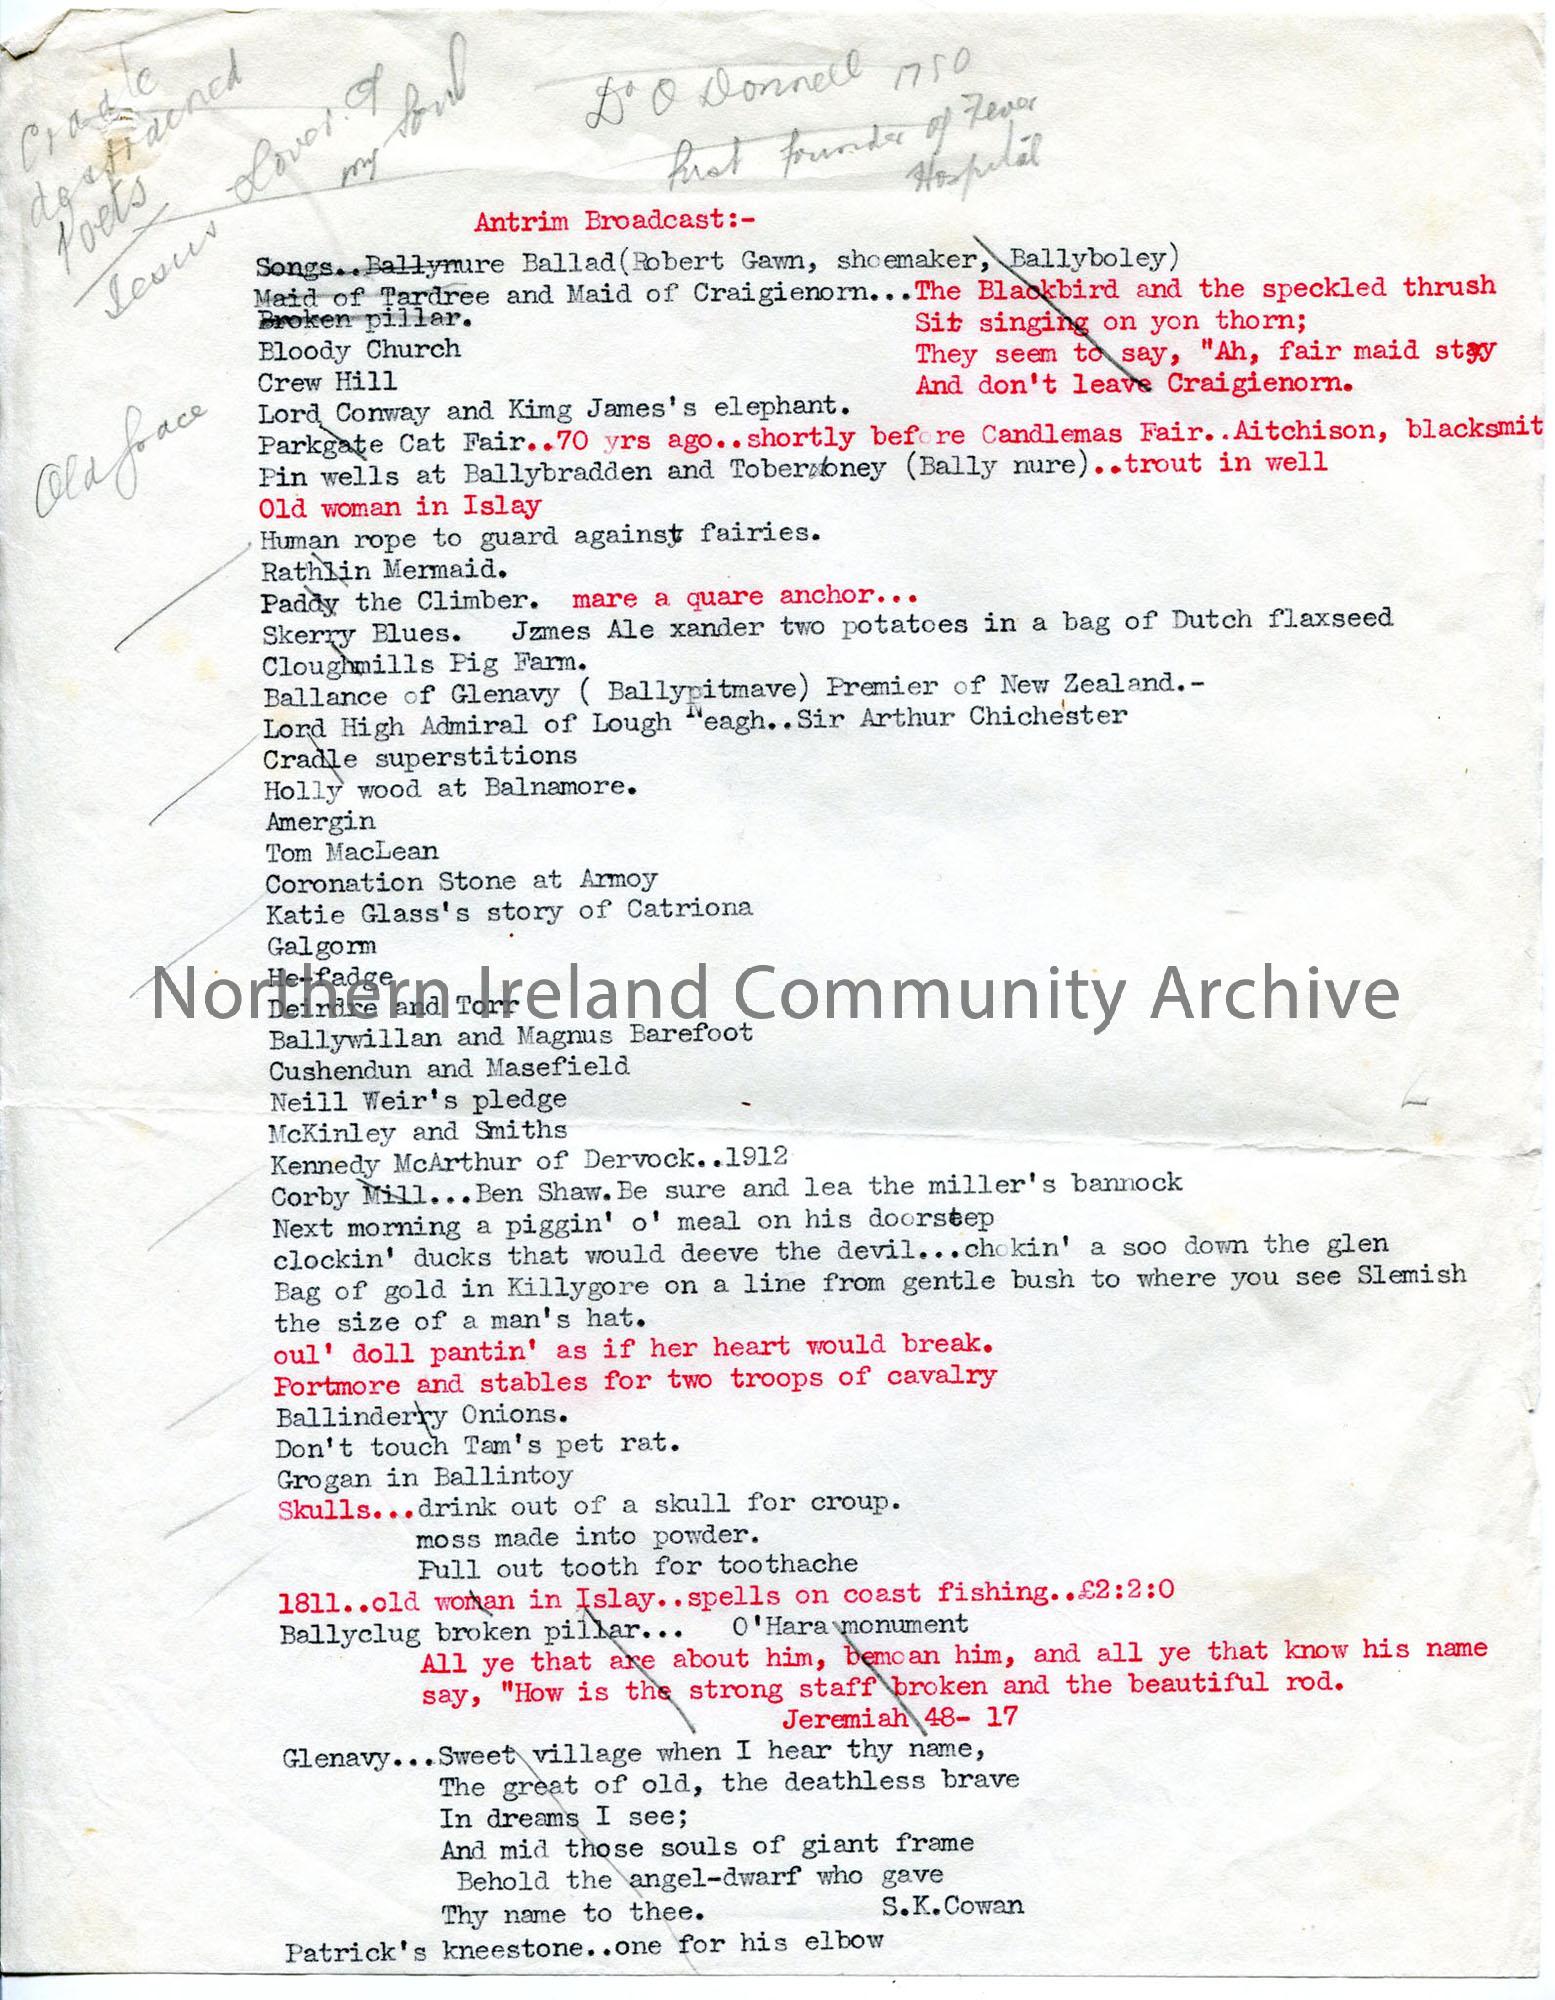 Cradle
Poets
Jesus Lover of
my Soul
Dr O Donnell 1750
first founder of Fever
Hospital
Antrim Broadcast:-
Songs..Ballynure Ballad(Robert Gawn, shoemaker, Ballyboley)
Maid of Tardree and Maid of Craigienorn...The Blackbird and the speckled thrush
Broken pillar. Sit singing on yon thorn;
Bloody Church They seem to say, "Ah, fair maid stay
Crew Hill And don't leave Craigienorn.
Lord Conway and Kimg James's elephant.
Old forace
Parkgate Cat Fair..70 yrs ago..shortly before Candlemas Fair..Aitchison, blacksmit
Pin wells at Ballybradden and Toberdoney (Bally nure)..trout in well
Old woman in Islay
Human rope to guard against fairies.
Rathlin Mermaid.
Paddy the Climber. mare a quare anchor...
Skerry Blues. Jzmes Ale xander two potatoes in a bag of Dutch flaxseed
Cloughmills Pig Farm.
Ballance of Glenavy ( Ballypitmave) Premier of New Zealand.-
Lord High Admiral of Lough Neagh..Sir Arthur Chichester
Cradle superstitions
Holly wood at Balnamore.
Amergin
Tom MacLean
Coronation Stone at Armoy
Katie Glass's story of Catriona
Galgorm
He-fadge
Northern Ireland Community Archive
Deirdre and Torr
Ballywillan and Magnus Barefoot
Cushendun and Masefield
Neill Weir's pledge
McKinley and Smiths
Kennedy McArthur of Dervock..1912
Corby Mill...Ben Shaw.Be sure and lea the miller's bannock
Next morning a piggin' o' meal on his doorstep
clockin' ducks that would deeve the devil...chokin' a soo down the glen
Bag of gold in Killygore on a line from gentle bush to where you see Slemish
the size of a man's hat.
oul' doll pantin' as if her heart would break.
Portmore and stables for two troops of cavalry
Ballinderry Onions.
Don't touch Tam's pet rat.
Grogan in Ballintoy
Skulls...drink out of a skull for croup.
moss made into powder.
Pull out tooth for toothache
1811..old woman in Islay..spells on coast fishing..£2:2:0
Ballyclug broken pillar... O'Hara monument
All ye that are about him, bemoan him, and all ye that know his name
say, "How is the strong staff broken and the beautiful rod.
Jeremiah 48- 17
Glenavy...Sweet village when I hear thy name,
The great of old, the deathless brave
In dreams I see;
And mid those souls of giant frame
Behold the angel-dwarf who gave
Thy name to thee. S.K.Cowan
Patrick's kneestone..one for his elbow